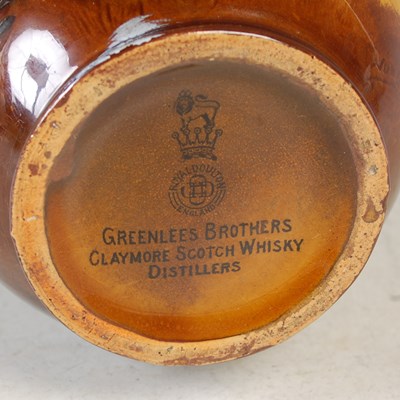 ROYAL DOULTON
ENGLAND
GREENLEES BROTHERS
CLAYMORE SCOTCH WHISKY
DISTILLERS